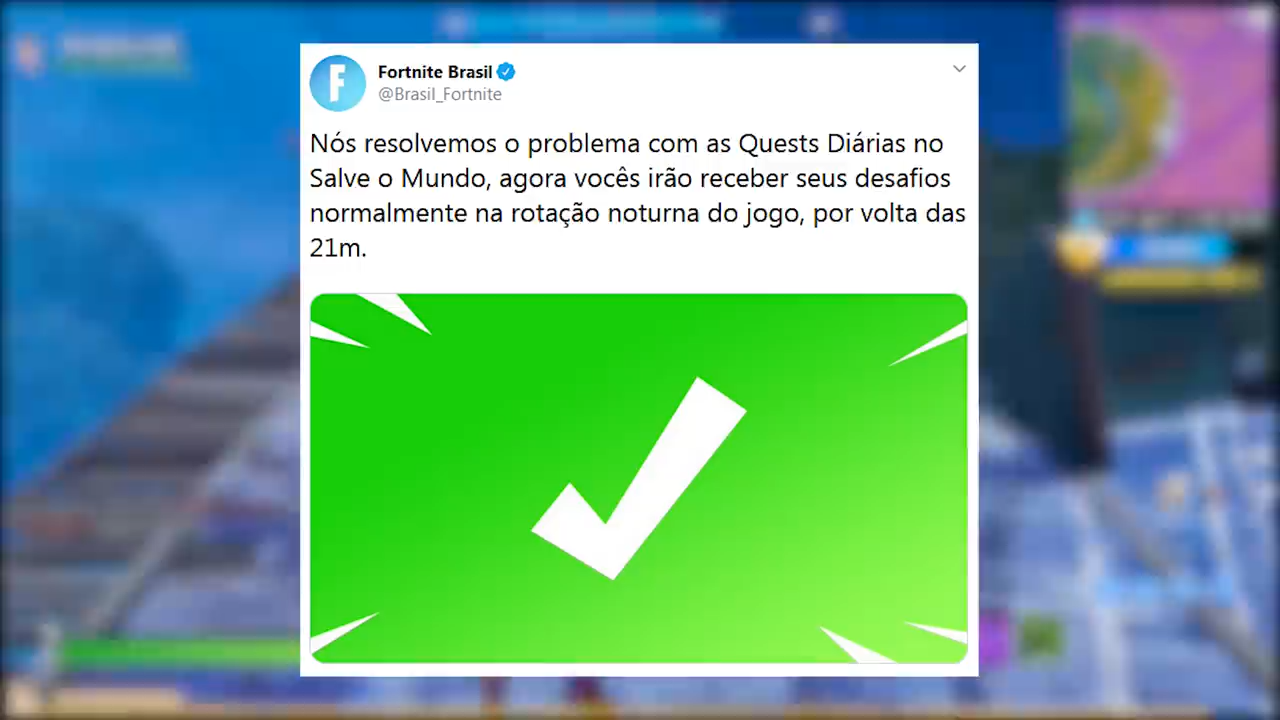 Fortnite Brasil
@Brasil_Fortnite
Nós resolvemos o problema com as Quests Diárias no
Salve o Mundo, agora vocês irão receber seus desafios
normalmente na rotação noturna do jogo, por volta das
21m.